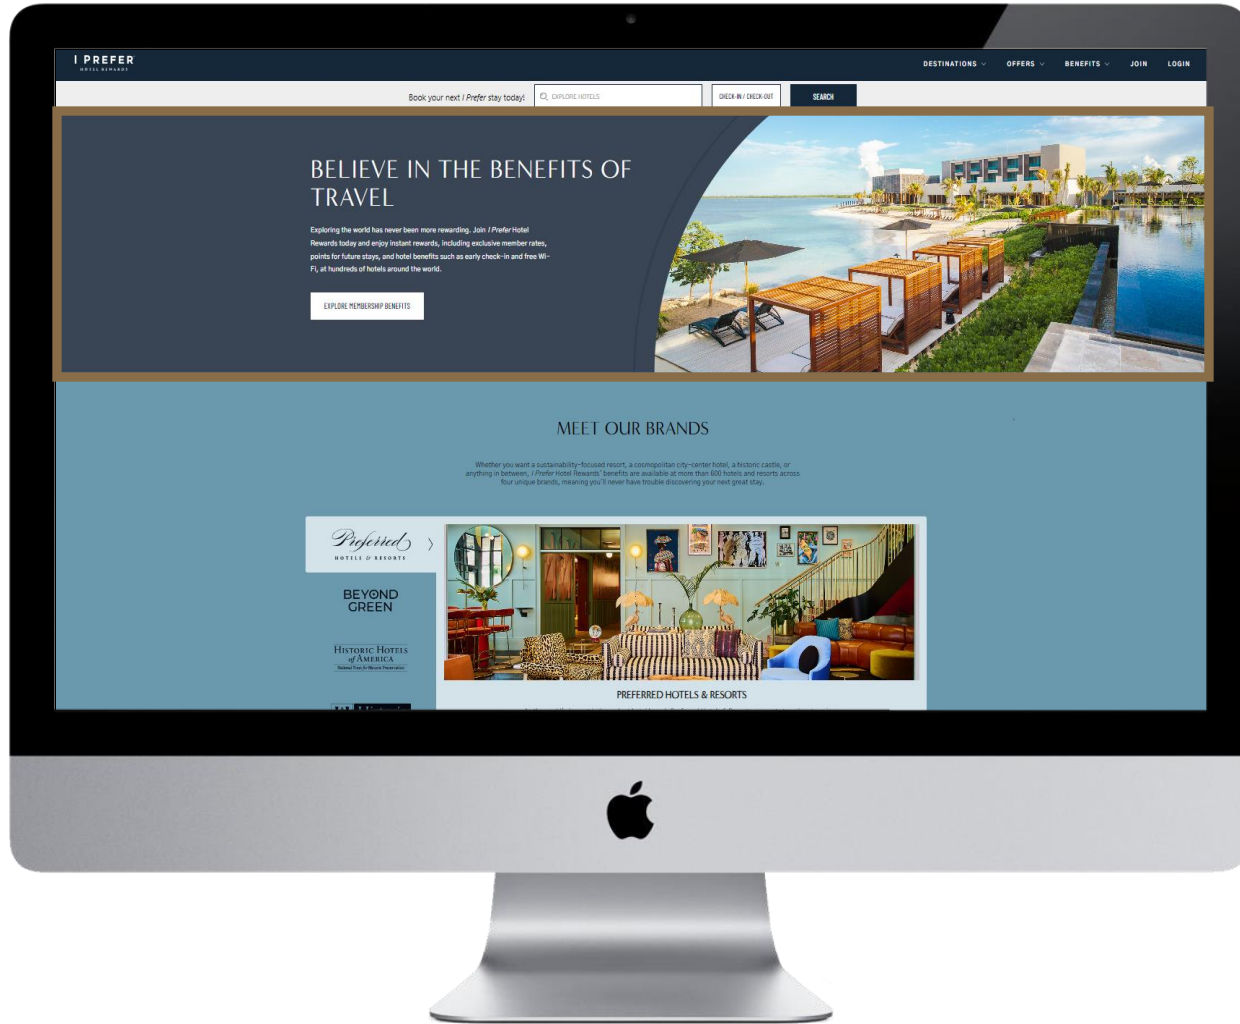 I PREFER
HOTEL REWARDS
DESTINATIONS OFFERS BENEFITS JOIN LOGIN
Book your next I Prefer stay today! EXPLORE HOTELS CHECK-IN / CHECK-OUT SEARCH
BELIEVE IN THE BENEFITS OF
TRAVEL
Exploring the world has never been more rewarding. Join I Prefer Hotel
Rewards today and enjoy instant rewards, including exclusive member rates,
points for future stays, and hotel benefits such as early check-in and free Wi-
Fi, at hundreds of hotels around the world.
EXPLORE MEMBERSHIP BENEFITS
MEET OUR BRANDS
Whether you want a sustainability-focused resort, a cosmopolitan city-center hotel, a historic castle, or
anything in between, I Prefer Hotel Rewards' benefits are available at more than 600 hotels and resorts across
four unique brands, meaning you'll never have trouble discovering your next great stay.
Preferred
HOTELS & RESORTS
BEYOND
GREEN
HISTORIC HOTELS
of AMERICA
National Trust for Historic Preservation
PREFERRED HOTELS & RESORTS